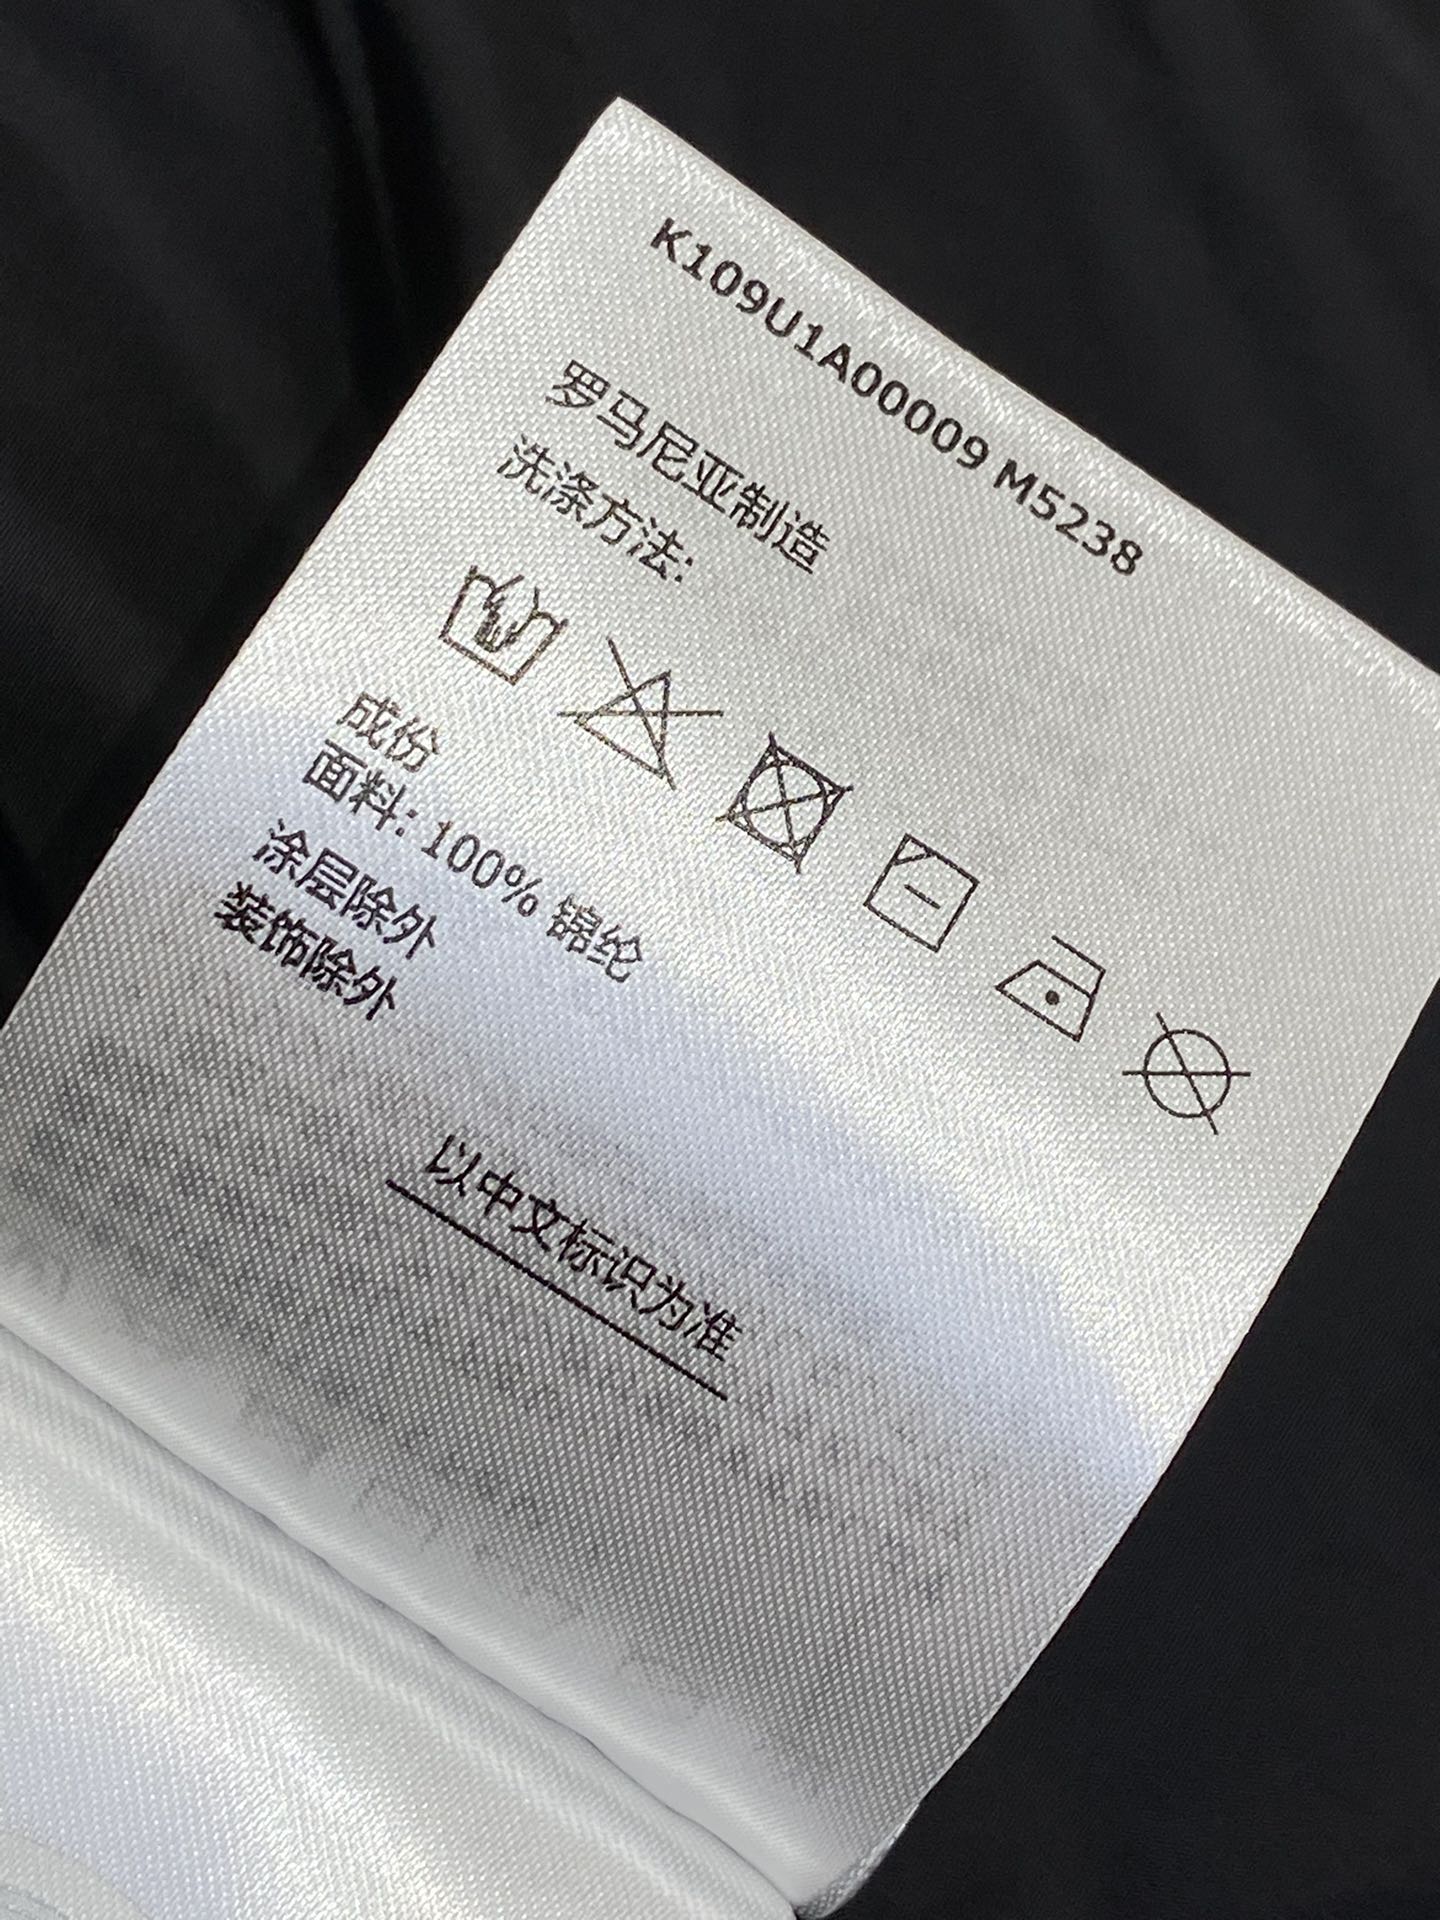 K109U1A00009 M5238
罗马尼亚制造
洗涤方法:
成份
面料: 100% 锦纶
涂层除外
装饰除外
以中文标识为准